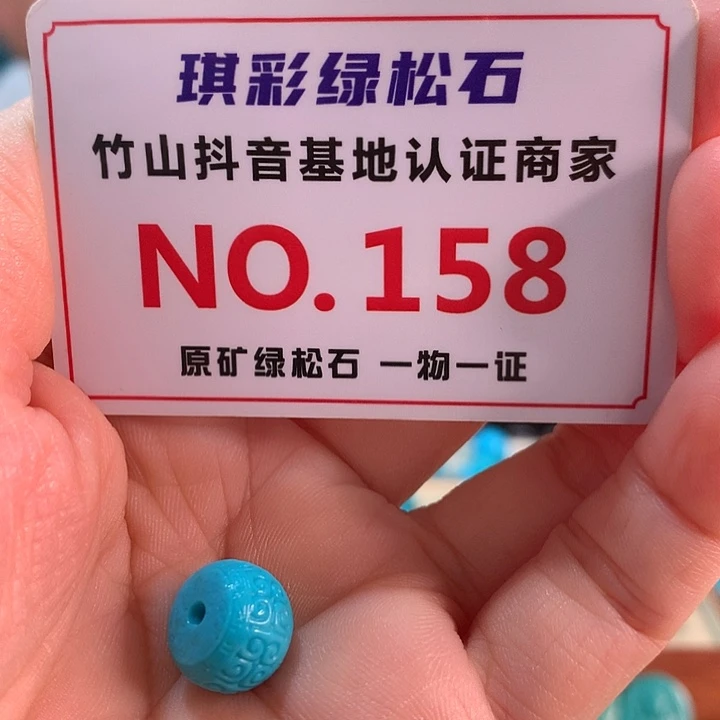 琪彩绿松石
竹山抖音基地认证商家
NO.158
原矿绿松石 一物一证